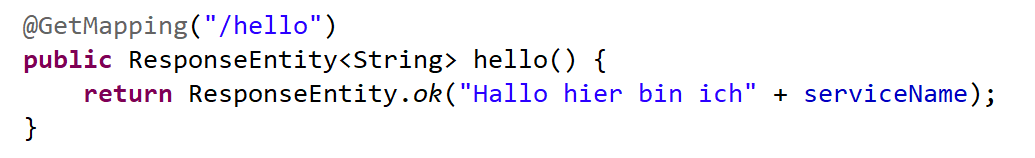 @GetMapping("/hello")
public ResponseEntity<String> hello() {
    return ResponseEntity.ok("Hallo hier bin ich" + serviceName);
}